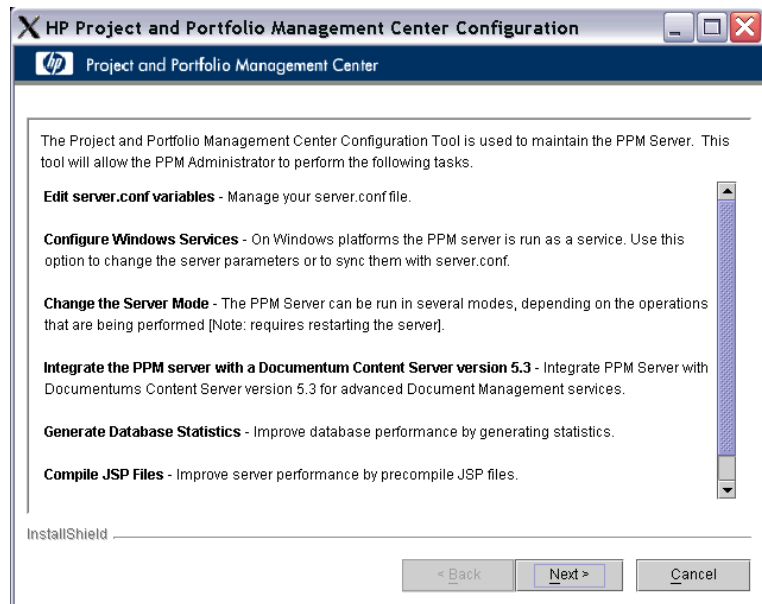 HP Project and Portfolio Management Center Configuration
hp Project and Portfolio Management Center
The Project and Portfolio Management Center Configuration Tool is used to maintain the PPM Server. This
tool will allow the PPM Administrator to perform the following tasks.
Edit server.conf variables - Manage your server.conf file.
Configure Windows Services - On Windows platforms the PPM server is run as a service. Use this
option to change the server parameters or to sync them with server.conf.
Change the Server Mode - The PPM Server can be run in several modes, depending on the operations
that are being performed [Note: requires restarting the server].
Integrate the PPM server with a Documentum Content Server version 5.3 - Integrate PPM Server with
Documentums Content Server version 5.3 for advanced Document Management services.
Generate Database Statistics - Improve database performance by generating statistics.
Compile JSP Files - Improve server performance by precompile JSP files.
InstallShield
< Back Next > Cancel